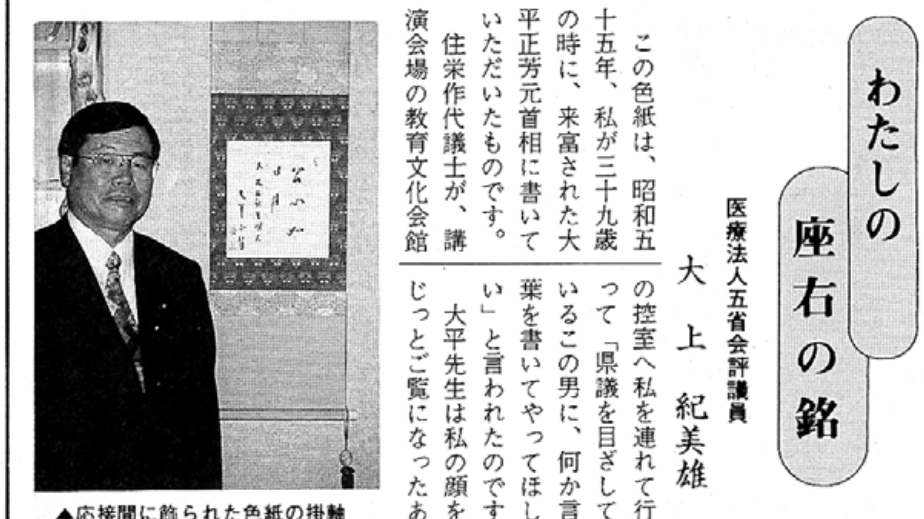 わたしの
座右の銘
医療法人五省会評議員
大上紀美雄
この色紙は、昭和五
十五年、私が三十九歳
の時に、来富された大
平正芳元首相に書いて
いただいたものです。
住栄作代議士が、講
演会場の教育文化会館
の控室へ私を連れて行
って「県議を目ざして
いるこの男に、何か言
葉を書いてやってほし
い」と言われたのです
大平先生は私の顔を
じっとご覧になったあ
▲応接間に飾られた色紙の掛軸